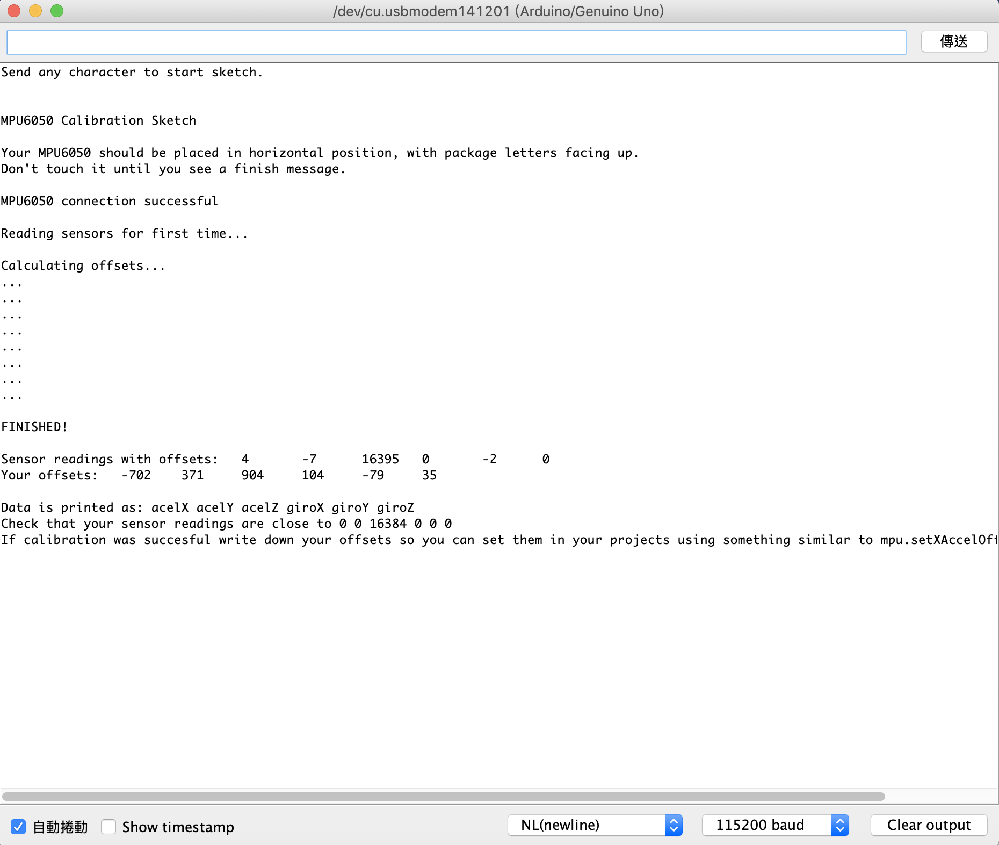 /dev/cu.usbmodem141201 (Arduino/Genuino Uno)
傳送
Send any character to start sketch.
MPU6050 Calibration Sketch
Your MPU6050 should be placed in horizontal position, with package letters facing up.
Don't touch it until you see a finish message.
MPU6050 connection successful
Reading sensors for first time...
Calculating offsets...
...
...
...
...
...
...
...
...
FINISHED!
Sensor readings with offsets: 4 -7 16395 0 -2 0
Your offsets: -702 371 904 104 -79 35
Data is printed as: acelX acelY acelZ giroX giroY giroZ
Check that your sensor readings are close to 0 0 16384 0 0 0
If calibration was succesful write down your offsets so you can set them in your projects using something similar to mpu.setXAccelOf
自動捲動 Show timestamp NL(newline) 115200 baud Clear output